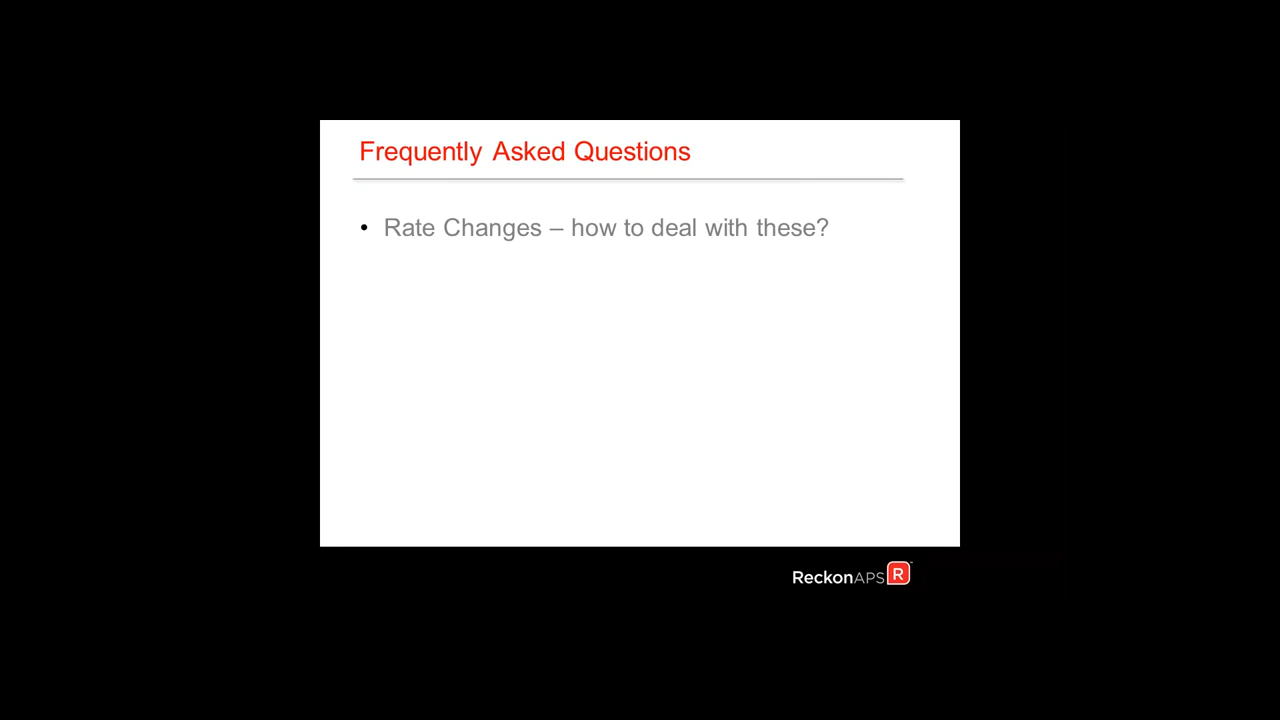 Frequently Asked Questions
• Rate Changes – how to deal with these?
ReckonAPS R